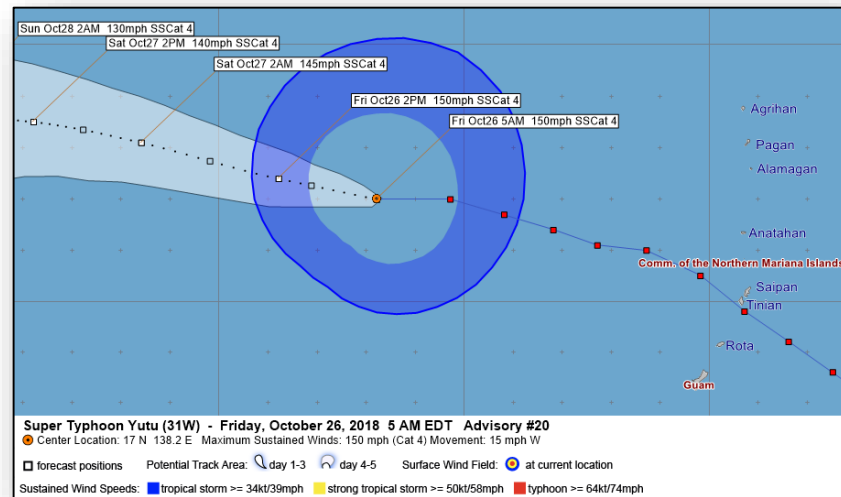 Sun Oct28 2AM 130mph SSCat 4
Sat Oct27 2PM 140mph SSCat 4
Sat Oct27 2AM 145mph SSCat 4
Fri Oct26 2PM 150mph SSCat 4
Fri Oct26 5AM 150mph SSCat 4
Agrihan
Pagan
Alamagan
Anatahan
Comm. of the Northern Mariana Islands
Saipan
Tinian
Rota
Guam
Super Typhoon Yutu (31W) - Friday, October 26, 2018 5 AM EDT Advisory #20
Center Location: 17 N 138.2 E Maximum Sustained Winds: 150 mph (Cat 4) Movement: 15 mph W
forecast positions Potential Track Area: day 1-3 day 4-5 Surface Wind Field: at current location
Sustained Wind Speeds: tropical storm >= 34kt/39mph strong tropical storm >= 50kt/58mph typhoon >= 64kt/74mph